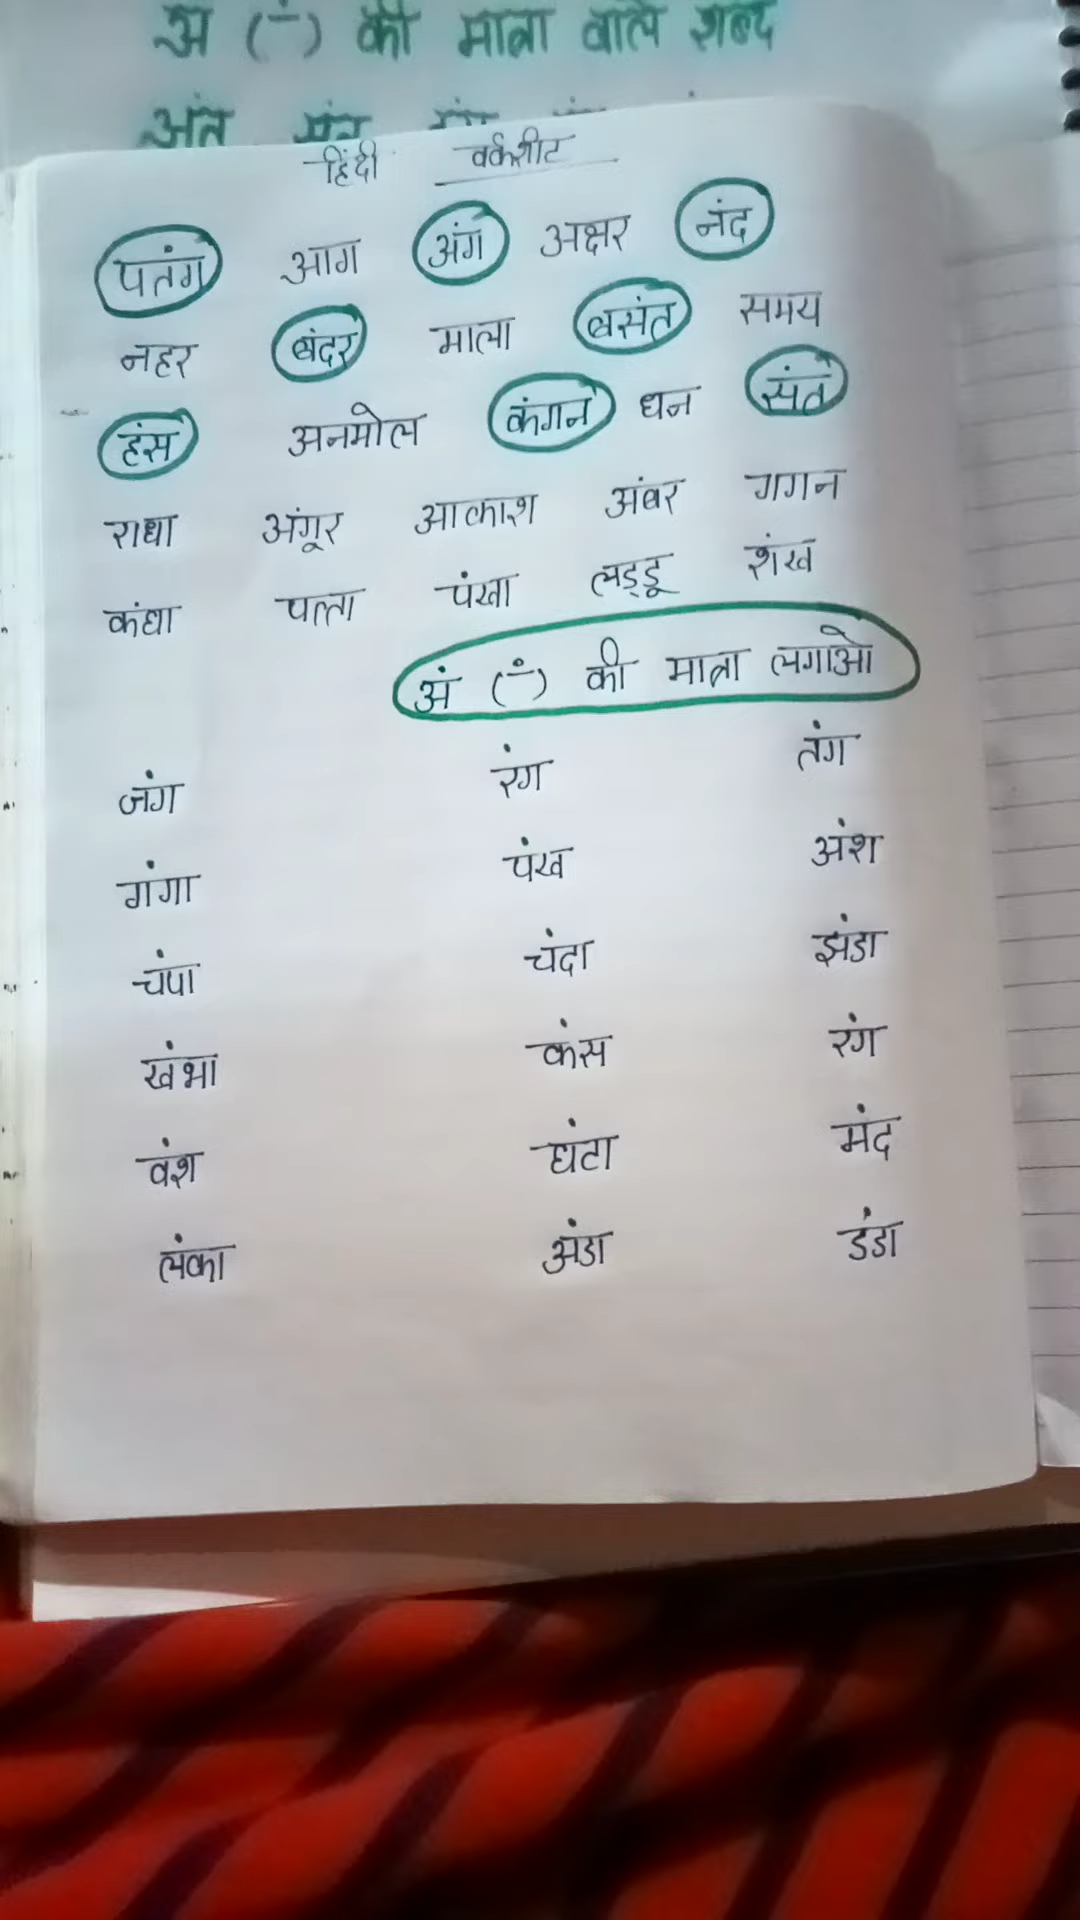 अ (ं) की मात्रा वाले शब्द
अंत
हिंदी वर्कशीट
पतंग आग अंग अक्षर नंद
नहर बंदर माला बसंत समय
हंस अनमोल कंगन धन संत
राधा अंगूर आकाश अंबर गगन
कंघा पत्ता पंखा लड्डू शंख
अं (ं) की मात्रा लगाओ
जंग रंग तंग
गंगा पंख अंश
चंपा चंदा झंडा
खंभा कंस रंग
वंश घंटा मंद
लंका अंडा डंडा